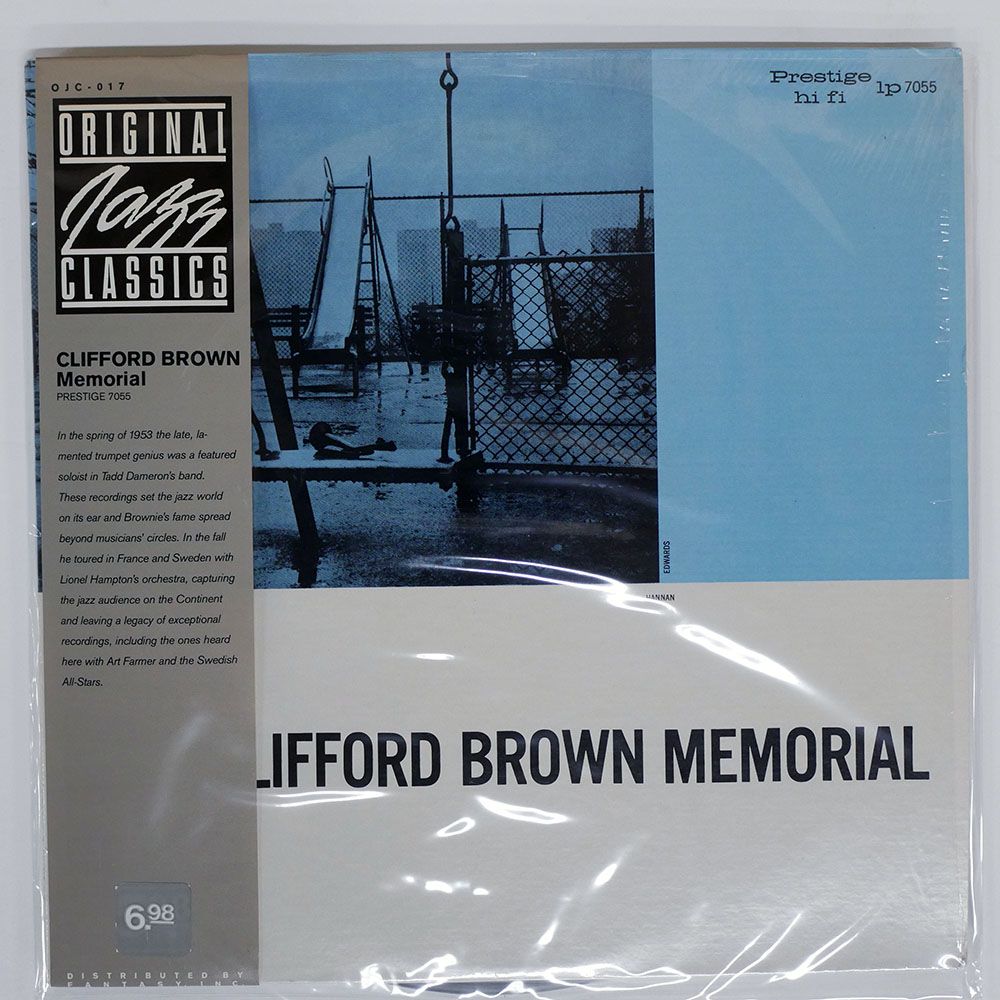 OJC-017
ORIGINAL
Jazz
CLASSICS
CLIFFORD BROWN
Memorial
PRESTIGE 7055
In the spring of 1953 the late, la-
mented trumpet genius was a featured
soloist in Tadd Dameron's band.
These recordings set the jazz world
on its ear and Brownie's fame spread
beyond musicians' circles. In the fall
he toured in France and Sweden with
Lionel Hampton's orchestra, capturing
the jazz audience on the Continent
and leaving a legacy of exceptional
recordings, including the ones heard
here with Art Farmer and the Swedish
All-Stars.
6.98
DISTRIBUTED BY
FANTASY, INC.
Prestige
hi fi
lp 7055
EDWARDS
HANNAN
LIFFORD BROWN MEMORIAL